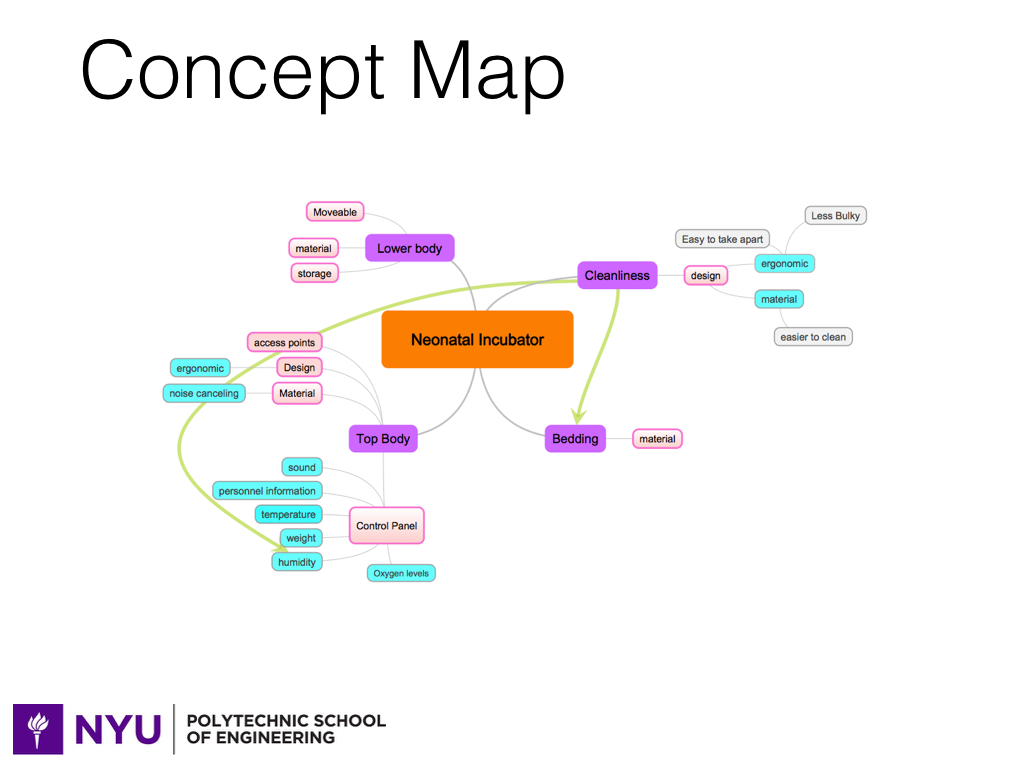 Concept Map
Moveable
material
Lower body
storage
Less Bulky
Easy to take apart
ergonomic
Cleanliness
design
material
easier to clean
Neonatal Incubator
access points
ergonomic
Design
noise canceling
Material
Top Body
Bedding
material
sound
personnel information
temperature
Control Panel
weight
humidity
Oxygen levels
NYU
POLYTECHNIC SCHOOL
OF ENGINEERING